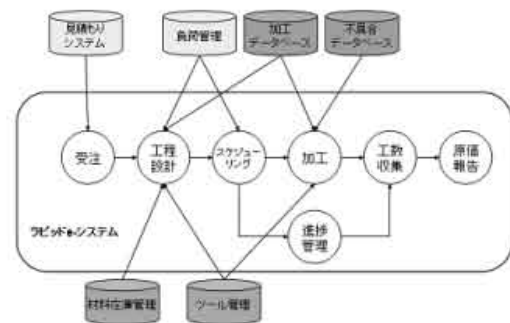 見積もり
システム
負荷管理
加工
データベース
不具合
データベース
受注
工程
設計
スケジュー
リング
加工
工数
収集
原価
報告
進捗
管理
ラピッドeシステム
材料在庫管理
ツール管理